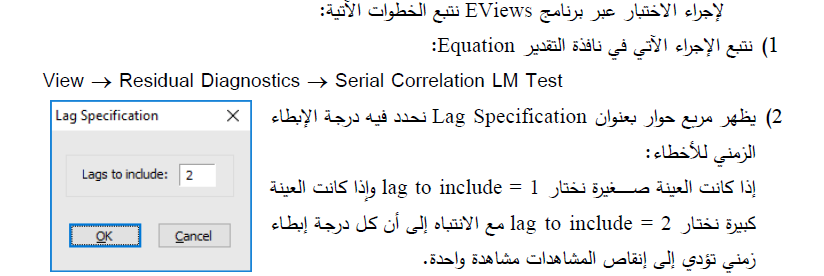 لإجراء الاختبار عبر برنامج EViews نتبع الخطوات الآتية:
1) نتبع الإجراء الآتي في نافذة التقدير Equation:
View → Residual Diagnostics → Serial Correlation LM Test
2) يظهر مربع حوار بعنوان Lag Specification نحدد فيه درجة الإبطاء
الزمني للأخطاء:
إذا كانت العينة صـــغيرة نختار lag to include = 1 وإذا كانت العينة
كبيرة نختار lag to include = 2 مع الانتباه إلى أن كل درجة إبطاء
زمني تؤدي إلى إنقاص المشاهدات مشاهدة واحدة.
Lag Specification
Lags to include: 2
OK Cancel